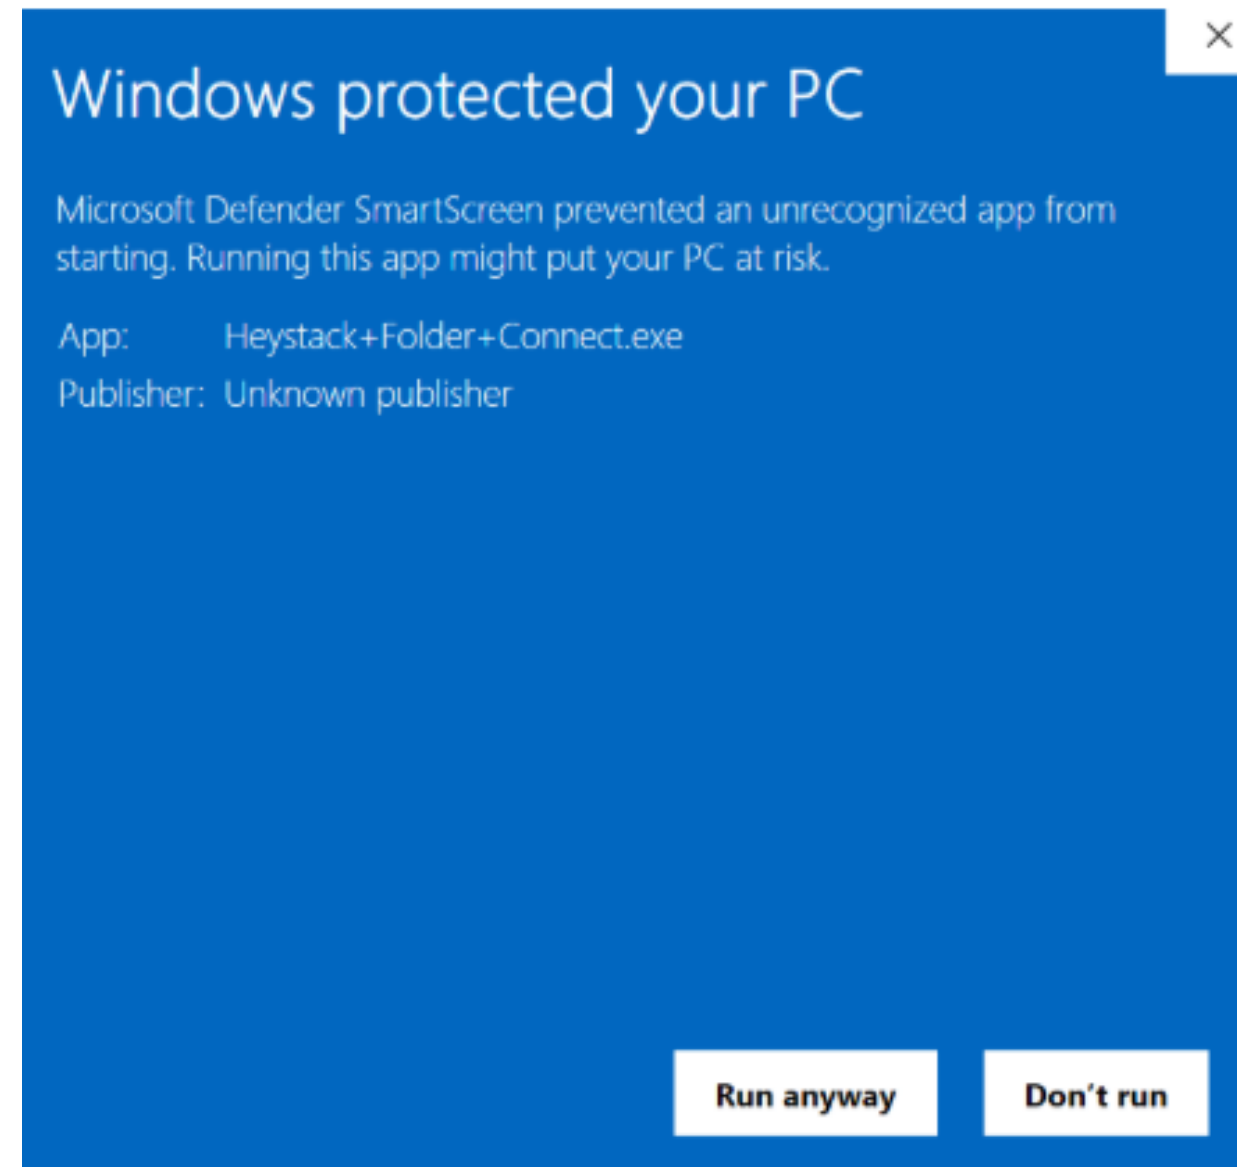 Windows protected your PC
Microsoft Defender SmartScreen prevented an unrecognized app from
starting. Running this app might put your PC at risk.
App: Heystack+Folder+Connect.exe
Publisher: Unknown publisher
Run anyway Don't run